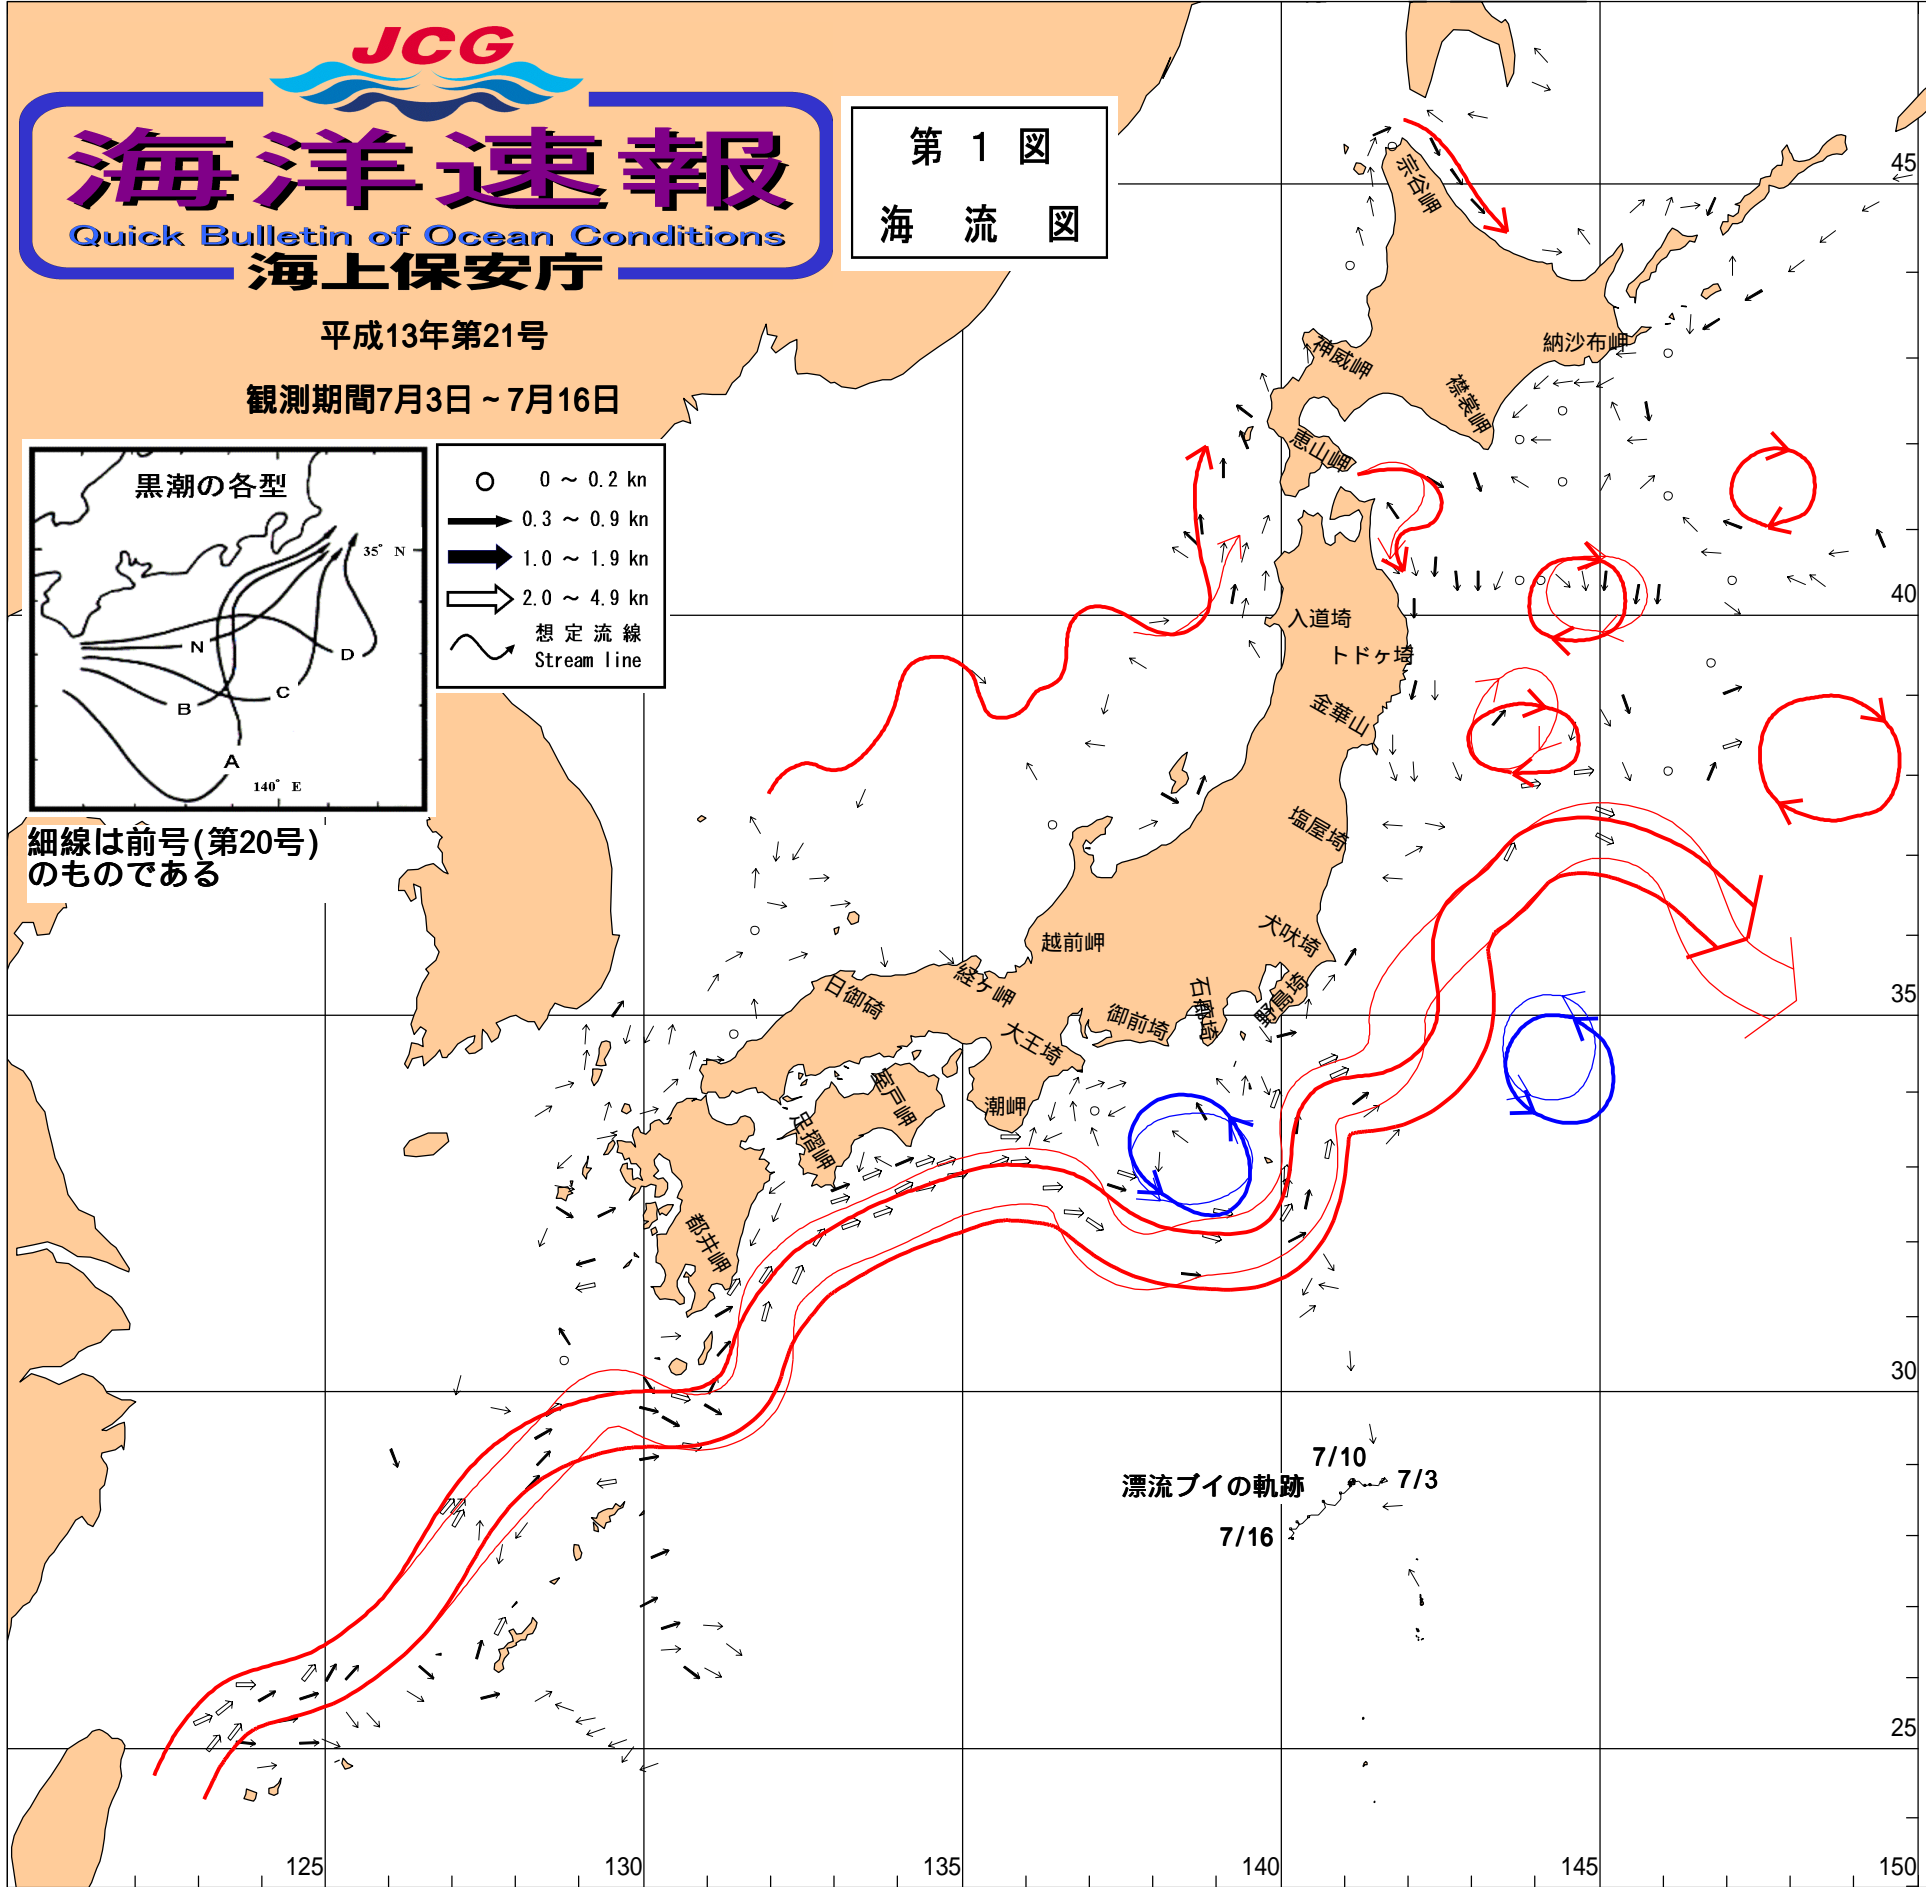 JCG
海洋速報
Quick Bulletin of Ocean Conditions
海上保安庁
平成13年第21号
観測期間7月3日～7月16日
第 1 図
海 流 図
黒潮の各型
35° N
N
D
B
C
A
140° E
0 ～ 0.2 kn
0.3 ～ 0.9 kn
1.0 ～ 1.9 kn
2.0 ～ 4.9 kn
想 定 流 線
Stream line
細線は前号(第20号)
のものである
宗谷岬
45
納沙布岬
神威岬
襟裳岬
恵山岬
40
入道埼
トドヶ埼
金華山
塩屋埼
犬吠埼
越前岬
経ヶ岬
日御碕
石廊埼
野島埼
御前埼
大王埼
35
室戸岬
潮岬
足摺岬
都井岬
30
7/10
漂流ブイの軌跡
7/3
7/16
25
125
130
135
140
145
150